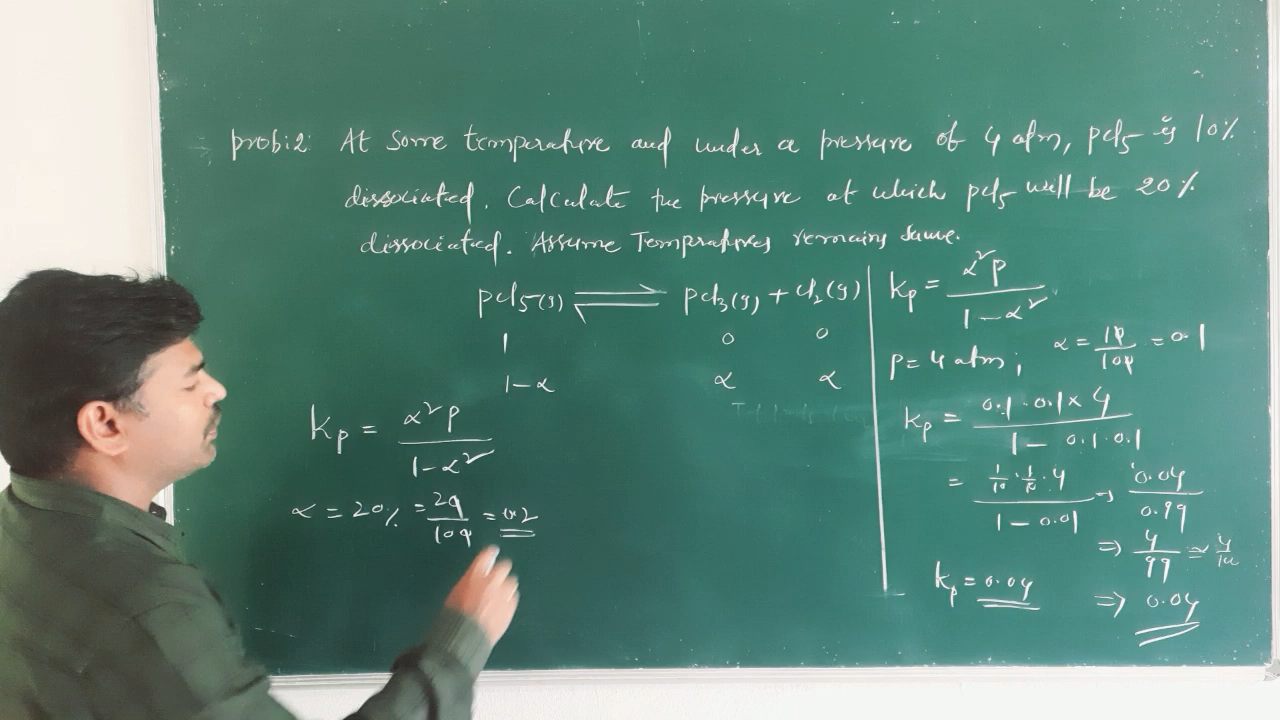 prob:2: At some temperature and under a pressure of 4 atm, pcl5 is 10%
dissociated. Calculate the pressure at which pcl5 will be 20%
dissociated. Assume Tempratures remains same.
pcl5(g) ⇌ pcl3(g) + cl2(g)
1 0 0
1-α α α
Kp = α²p / 1-α²
α = 20% = 20/100 = 0.2
Kp = α²p / 1-α²
p = 4 atm; α = 10/100 = 0.1
Kp = 0.1·0.1×4 / 1-0.1·0.1
= 1/10·1/10·4 / 1-0.01 → 0.04/0.99
⇒ 4/99 ≃
Kp = 0.04 ⇒ 0.04